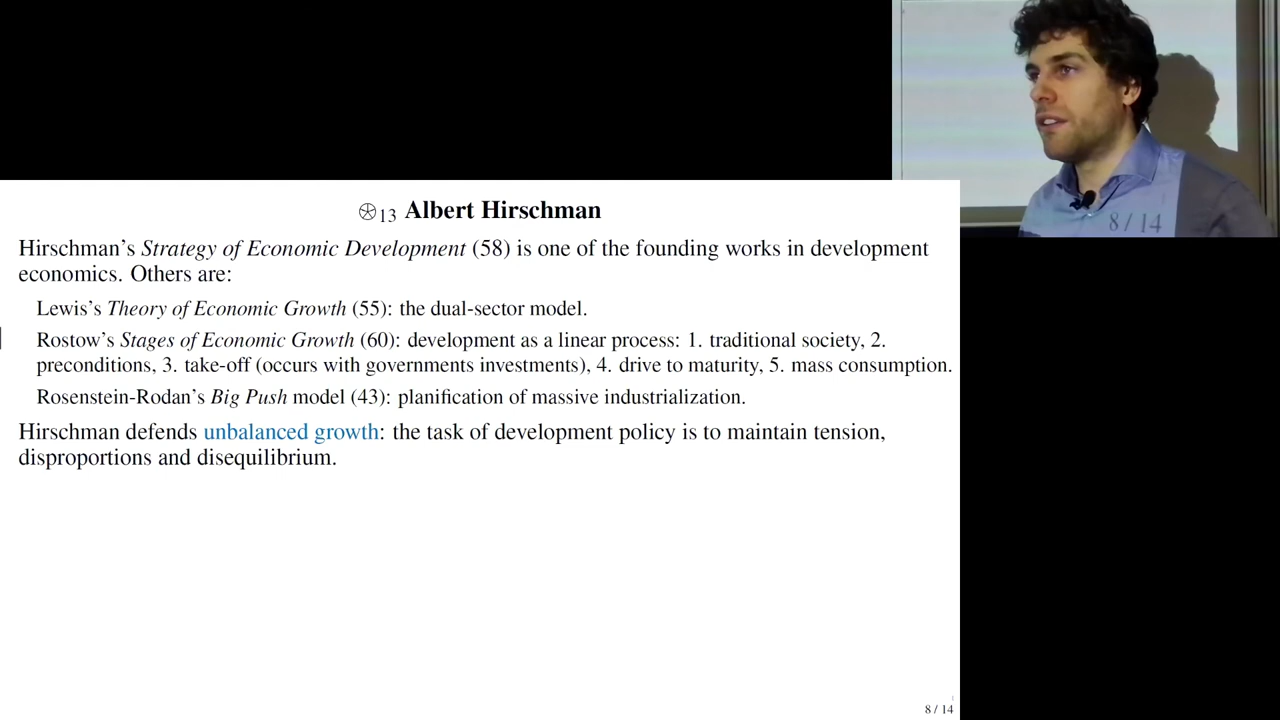 ⊛13 Albert Hirschman
Hirschman's Strategy of Economic Development (58) is one of the founding works in development
economics. Others are:
Lewis's Theory of Economic Growth (55): the dual-sector model.
Rostow's Stages of Economic Growth (60): development as a linear process: 1. traditional society, 2.
preconditions, 3. take-off (occurs with governments investments), 4. drive to maturity, 5. mass consumption.
Rosenstein-Rodan's Big Push model (43): planification of massive industrialization.
Hirschman defends unbalanced growth: the task of development policy is to maintain tension,
disproportions and disequilibrium.
8 / 14
8 / 14